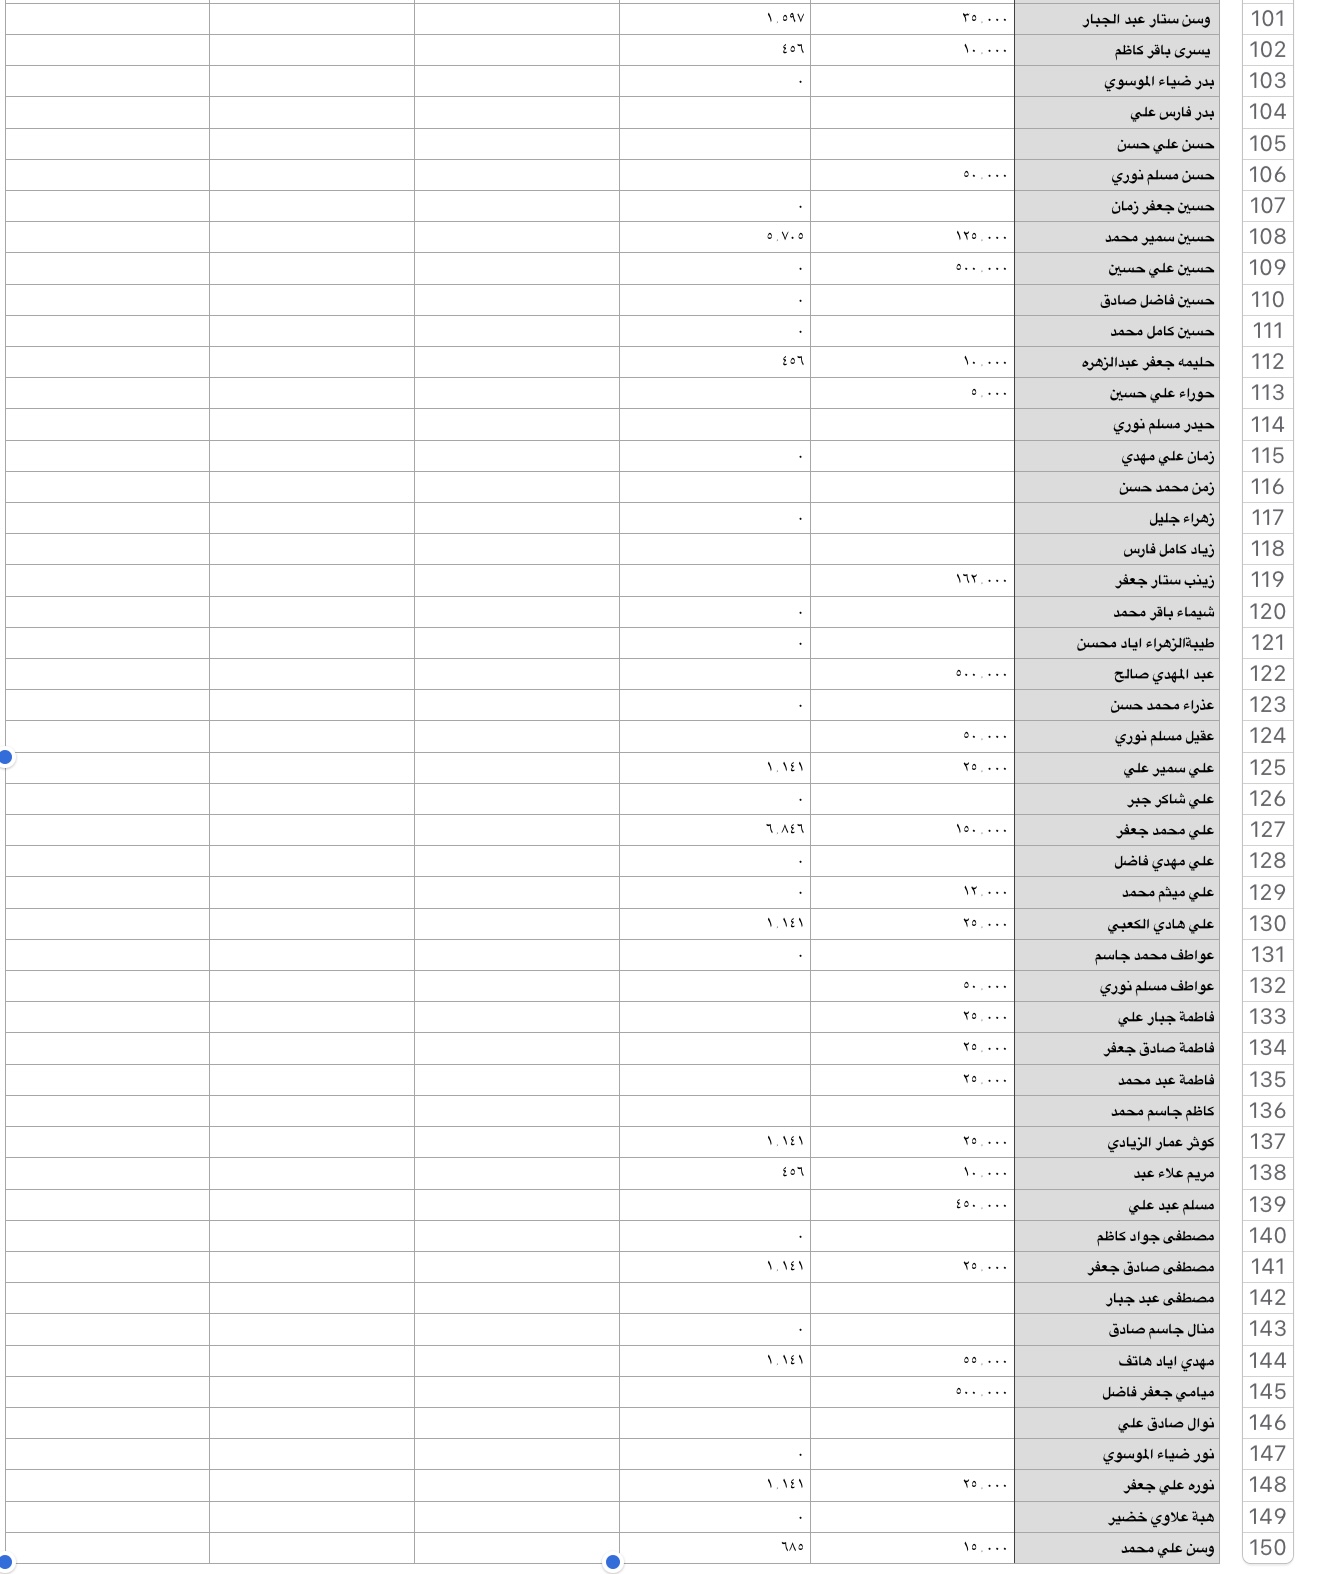 101 وسن ستار عبد الجبار ٣٥٬٠٠٠ ١٬٥٩٧
102 يسرى باقر كاظم ١٠٬٠٠٠ ٤٥٦
103 بدر ضياء الموسوي ٠
104 بدر فارس علي
105 حسن علي حسن
106 حسن مسلم نوري ٥٠٬٠٠٠
107 حسين جعفر زمان ٠
108 حسين سمير محمد ١٢٥٬٠٠٠ ٥٬٧٠٥
109 حسين علي حسين ٥٠٠٬٠٠٠ ٠
110 حسين فاضل صادق ٠
111 حسين كامل محمد ٠
112 حليمه جعفر عبدالزهره ١٠٬٠٠٠ ٤٥٦
113 حوراء علي حسين ٥٬٠٠٠
114 حيدر مسلم نوري
115 زمان علي مهدي ٠
116 زمن محمد حسن
117 زهراء جليل ٠
118 زياد كامل فارس
119 زينب ستار جعفر ١٦٢٬٠٠٠
120 شيماء باقر محمد ٠
121 طيبةالزهراء اياد محسن ٠
122 عبد المهدي صالح ٥٠٠٬٠٠٠
123 عذراء محمد حسن ٠
124 عقيل مسلم نوري ٥٠٬٠٠٠
125 علي سمير علي ٢٥٬٠٠٠ ١٬١٤١
126 علي شاكر جبر ٠
127 علي محمد جعفر ١٥٠٬٠٠٠ ٦٬٨٤٦
128 علي مهدي فاضل ٠
129 علي ميثم محمد ١٢٬٠٠٠ ٠
130 علي هادي الكعبي ٢٥٬٠٠٠ ١٬١٤١
131 عواطف محمد جاسم ٠
132 عواطف مسلم نوري ٥٠٬٠٠٠
133 فاطمة جبار علي ٢٥٬٠٠٠
134 فاطمة صادق جعفر ٢٥٬٠٠٠
135 فاطمة عبد محمد ٢٥٬٠٠٠
136 كاظم جاسم محمد
137 كوثر عمار الزيادي ٢٥٬٠٠٠ ١٬١٤١
138 مريم علاء عبد ١٠٬٠٠٠ ٤٥٦
139 مسلم عبد علي ٤٥٠٬٠٠٠
140 مصطفى جواد كاظم ٠
141 مصطفى صادق جعفر ٢٥٬٠٠٠ ١٬١٤١
142 مصطفى عبد جبار
143 منال جاسم صادق ٠
144 مهدي اياد هاتف ٥٥٬٠٠٠ ١٬١٤١
145 ميامي جعفر فاضل ٥٠٠٬٠٠٠
146 نوال صادق علي
147 نور ضياء الموسوي ٠
148 نوره علي جعفر ٢٥٬٠٠٠ ١٬١٤١
149 هبة علاوي خضير ٠
150 وسن علي محمد ١٥٬٠٠٠ ٦٨٥